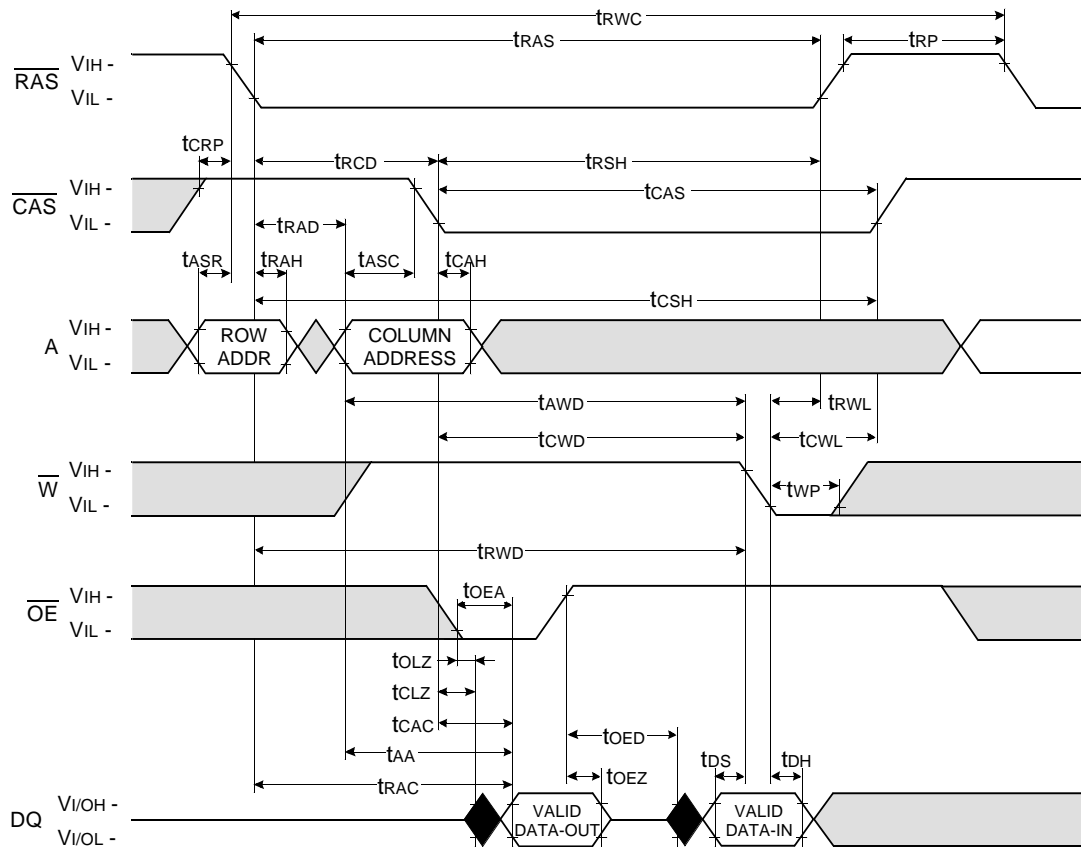 tRWC
tRAS
tRP
RAS
VIH -
VIL -
tCRP
tRCD
tRSH
CAS
VIH -
VIL -
tCAS
tRAD
tASR
tRAH
tASC
tCAH
tCSH
A
VIH -
VIL -
ROW
ADDR
COLUMN
ADDRESS
tAWD
tRWL
tCWD
tCWL
W
VIH -
VIL -
tWP
tRWD
OE
VIH -
VIL -
tOEA
tOLZ
tCLZ
tCAC
tOED
tAA
tDS
tDH
tOEZ
tRAC
DQ
VI/OH -
VI/OL -
VALID
DATA-OUT
VALID
DATA-IN